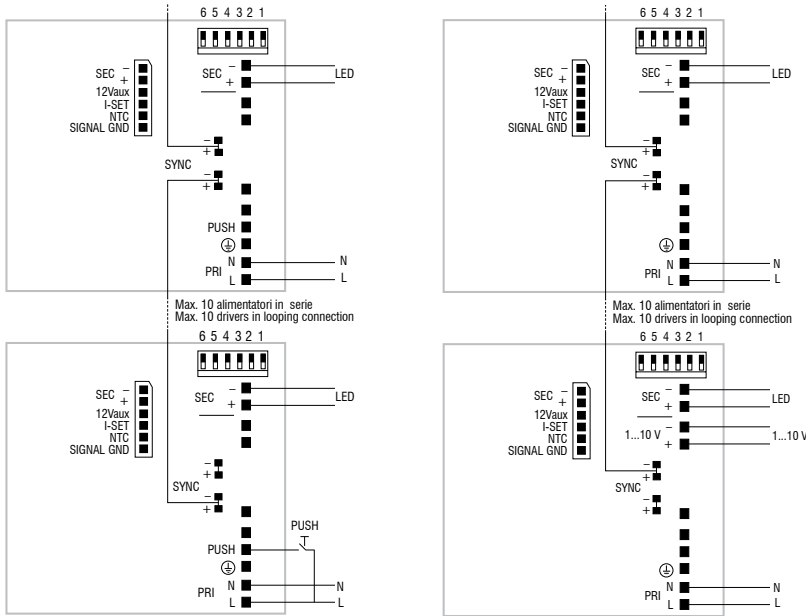 6 5 4 3 2 1
SEC –
+
12Vaux
I-SET
NTC
SIGNAL GND
SEC –
+
LED
–
+
SYNC
–
+
PUSH
N
PRI
L
N
L
Max. 10 alimentatori in serie
Max. 10 drivers in looping connection
6 5 4 3 2 1
SEC –
+
12Vaux
I-SET
NTC
SIGNAL GND
SEC –
+
LED
–
+
SYNC
–
+
PUSH
PUSH
N
PRI
L
N
L
6 5 4 3 2 1
SEC –
+
12Vaux
I-SET
NTC
SIGNAL GND
SEC –
+
LED
–
+
SYNC
–
+
N
PRI
L
N
L
Max. 10 alimentatori in serie
Max. 10 drivers in looping connection
6 5 4 3 2 1
SEC –
+
12Vaux
I-SET
NTC
SIGNAL GND
SEC –
+
LED
1...10 V –
+
1...10 V
–
+
SYNC
–
+
N
PRI
L
N
L